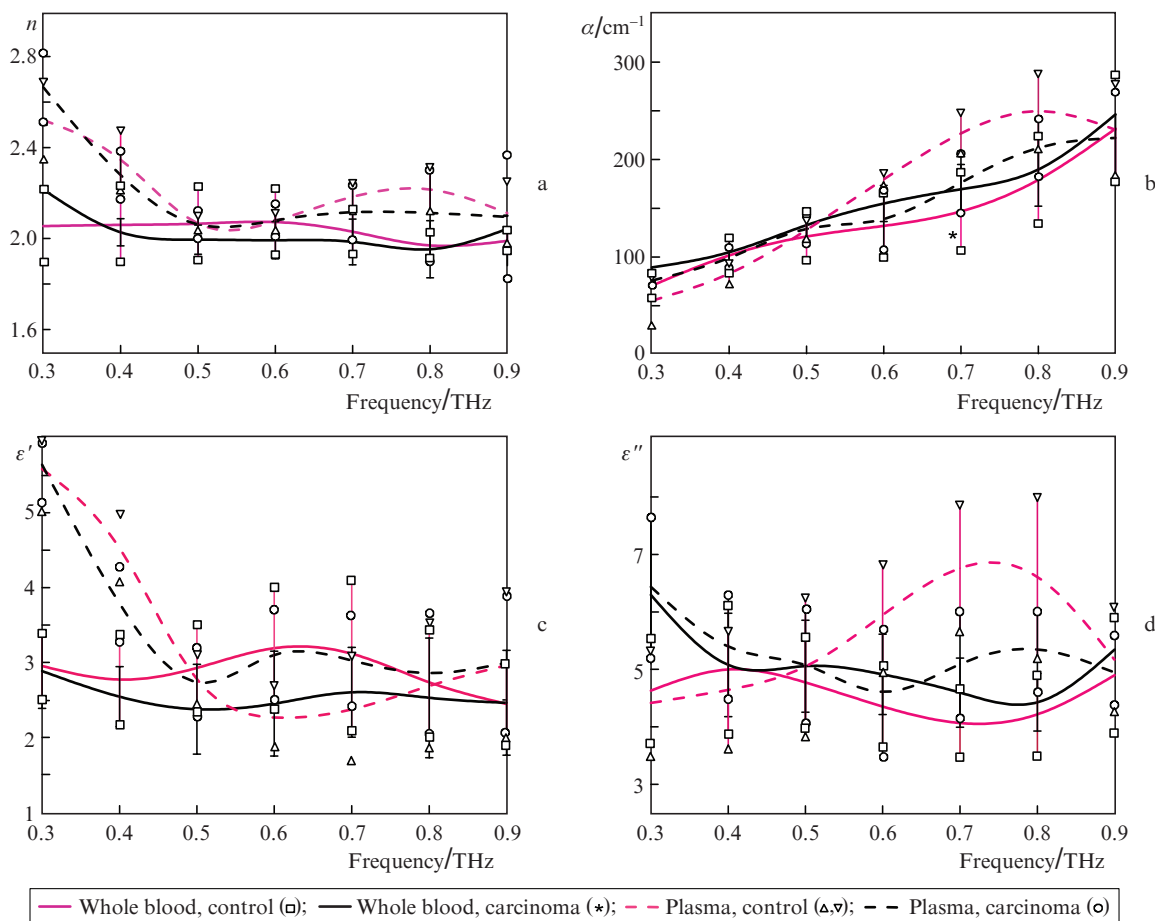 n
2.8
2.4
2.0
1.6
0.3 0.4 0.5 0.6 0.7 0.8 0.9
Frequency/THz
a
α/cm⁻¹
300
250
200
150
100
50
0
0.3 0.4 0.5 0.6 0.7 0.8 0.9
Frequency/THz
b
*
ε′
5
4
3
2
1
0.3 0.4 0.5 0.6 0.7 0.8 0.9
Frequency/THz
c
ε″
7
5
3
0.3 0.4 0.5 0.6 0.7 0.8 0.9
Frequency/THz
d
Whole blood, control (□); Whole blood, carcinoma (*); Plasma, control (△,▽); Plasma, carcinoma (○)